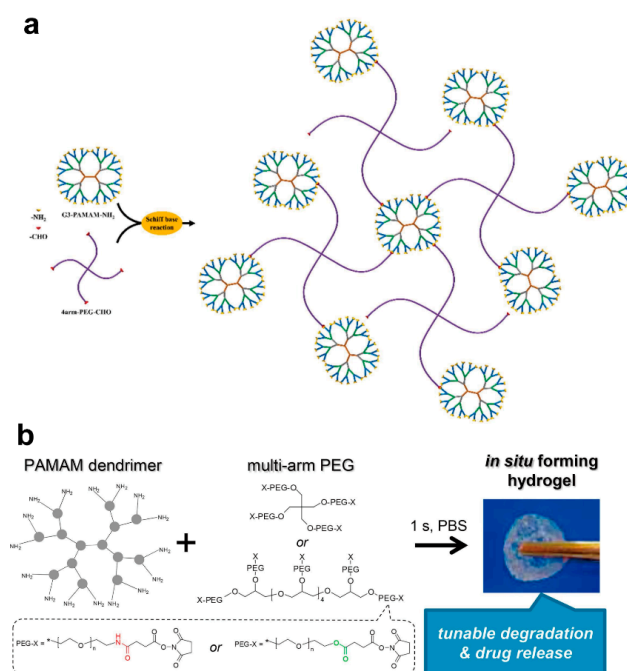 a
-NH₂
-CHO
G3-PAMAM-NH₂
4arm-PEG-CHO
Schiff base
reaction
b
PAMAM dendrimer
multi-arm PEG
in situ forming
hydrogel
NH₂ NH₂
NH₂ NH₂
NH₂ NH₂
NH₂ NH₂
NH₂ NH₂
NH₂ NH₂
NH₂ NH₂
NH₂ NH₂
+
X-PEG-O
O-PEG-X
X-PEG-O
O-PEG-X
or
X X X
PEG PEG PEG
O O O
X-PEG-O
O
O
4
O-PEG-X
1 s, PBS
PEG-X = *
O
n
H
N
O
O
O
N
O
O
or
PEG-X = *
O
n
O
O
O
O
N
O
O
tunable degradation
& drug release